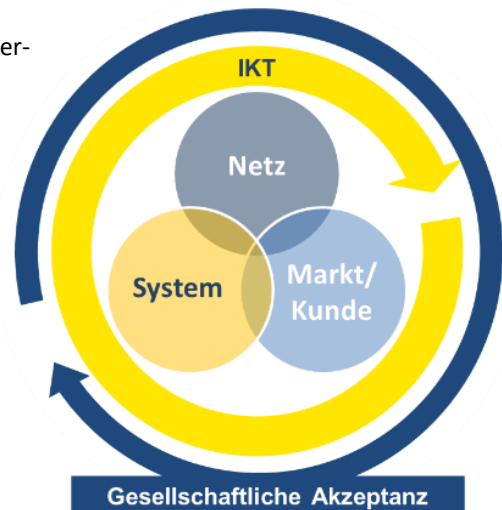 er-
IKT
Netz
System
Markt/
Kunde
Gesellschaftliche Akzeptanz